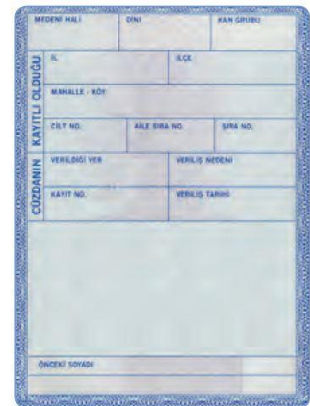 MEDENİ HALİ DİNİ KAN GRUBU
KAYITLI OLDUĞU
İL İLÇE
MAHALLE - KÖY
CİLT NO. AİLE SIRA NO. SIRA NO.
CÜZDANIN
VERİLDİĞİ YER VERİLİŞ NEDENİ
KAYIT NO. VERİLİŞ TARİHİ
ÖNCEKİ SOYADI